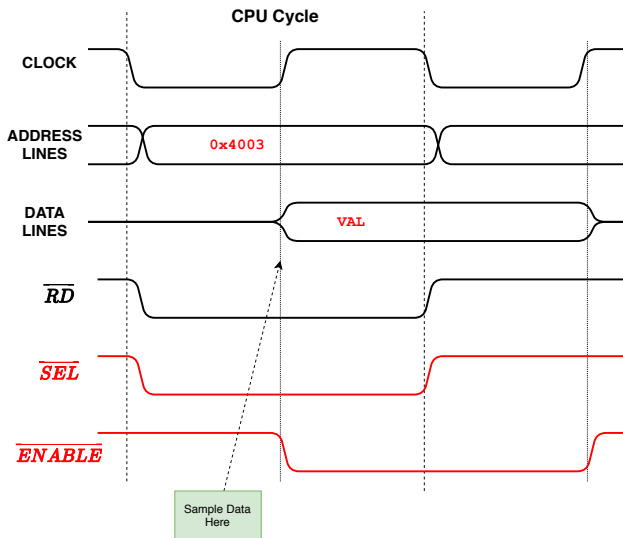 CPU Cycle
CLOCK
ADDRESS
LINES
0x4003
DATA
LINES
VAL
RD
SEL
ENABLE
Sample Data
Here